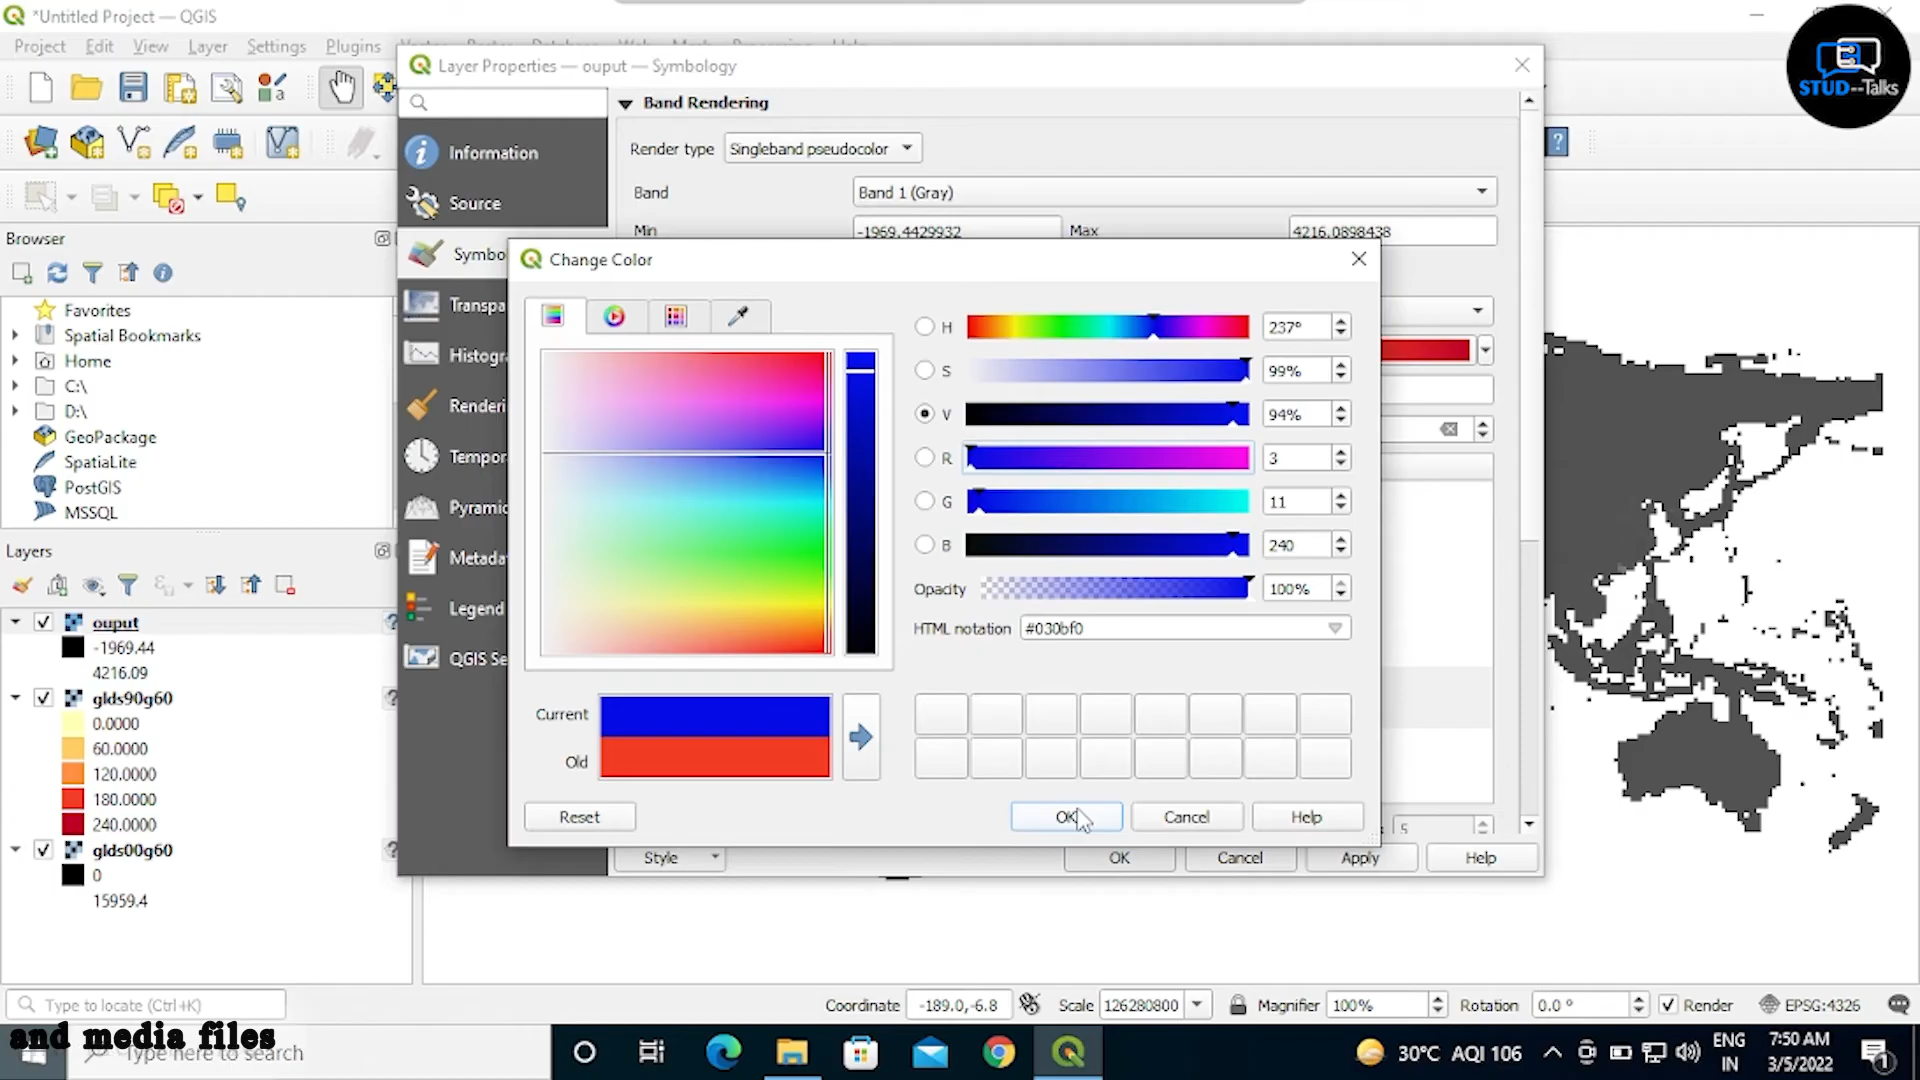 *Untitled Project — QGIS
Project Edit View Layer Settings Plugins
Layer Properties — ouput — Symbology
STUD--Talks
Band Rendering
Information
Render type Singleband pseudocolor
Source
Band Band 1 (Gray)
Min -1969.4429932 Max 4216.0898438
Browser
Symbo
Change Color
Favorites
Spatial Bookmarks
Home
C:\
D:\
GeoPackage
SpatiaLite
PostGIS
MSSQL
Transpa
Histogr
Renderi
Tempor
Pyramic
Metada
Legend
QGIS Se
H 237°
S 99%
V 94%
R 3
G 11
B 240
Opacity 100%
HTML notation #030bf0
Current
Old
Reset OK Cancel Help
5
Style OK Cancel Apply Help
Layers
ouput
-1969.44
4216.09
glds90g60
0.0000
60.0000
120.0000
180.0000
240.0000
glds00g60
0
15959.4
Type to locate (Ctrl+K) Coordinate -189.0,-6.8 Scale 126280800 Magnifier 100% Rotation 0.0 ° Render EPSG:4326
and media files
Type here to search
30°C AQI 106
ENG
IN
7:50 AM
3/5/2022
1